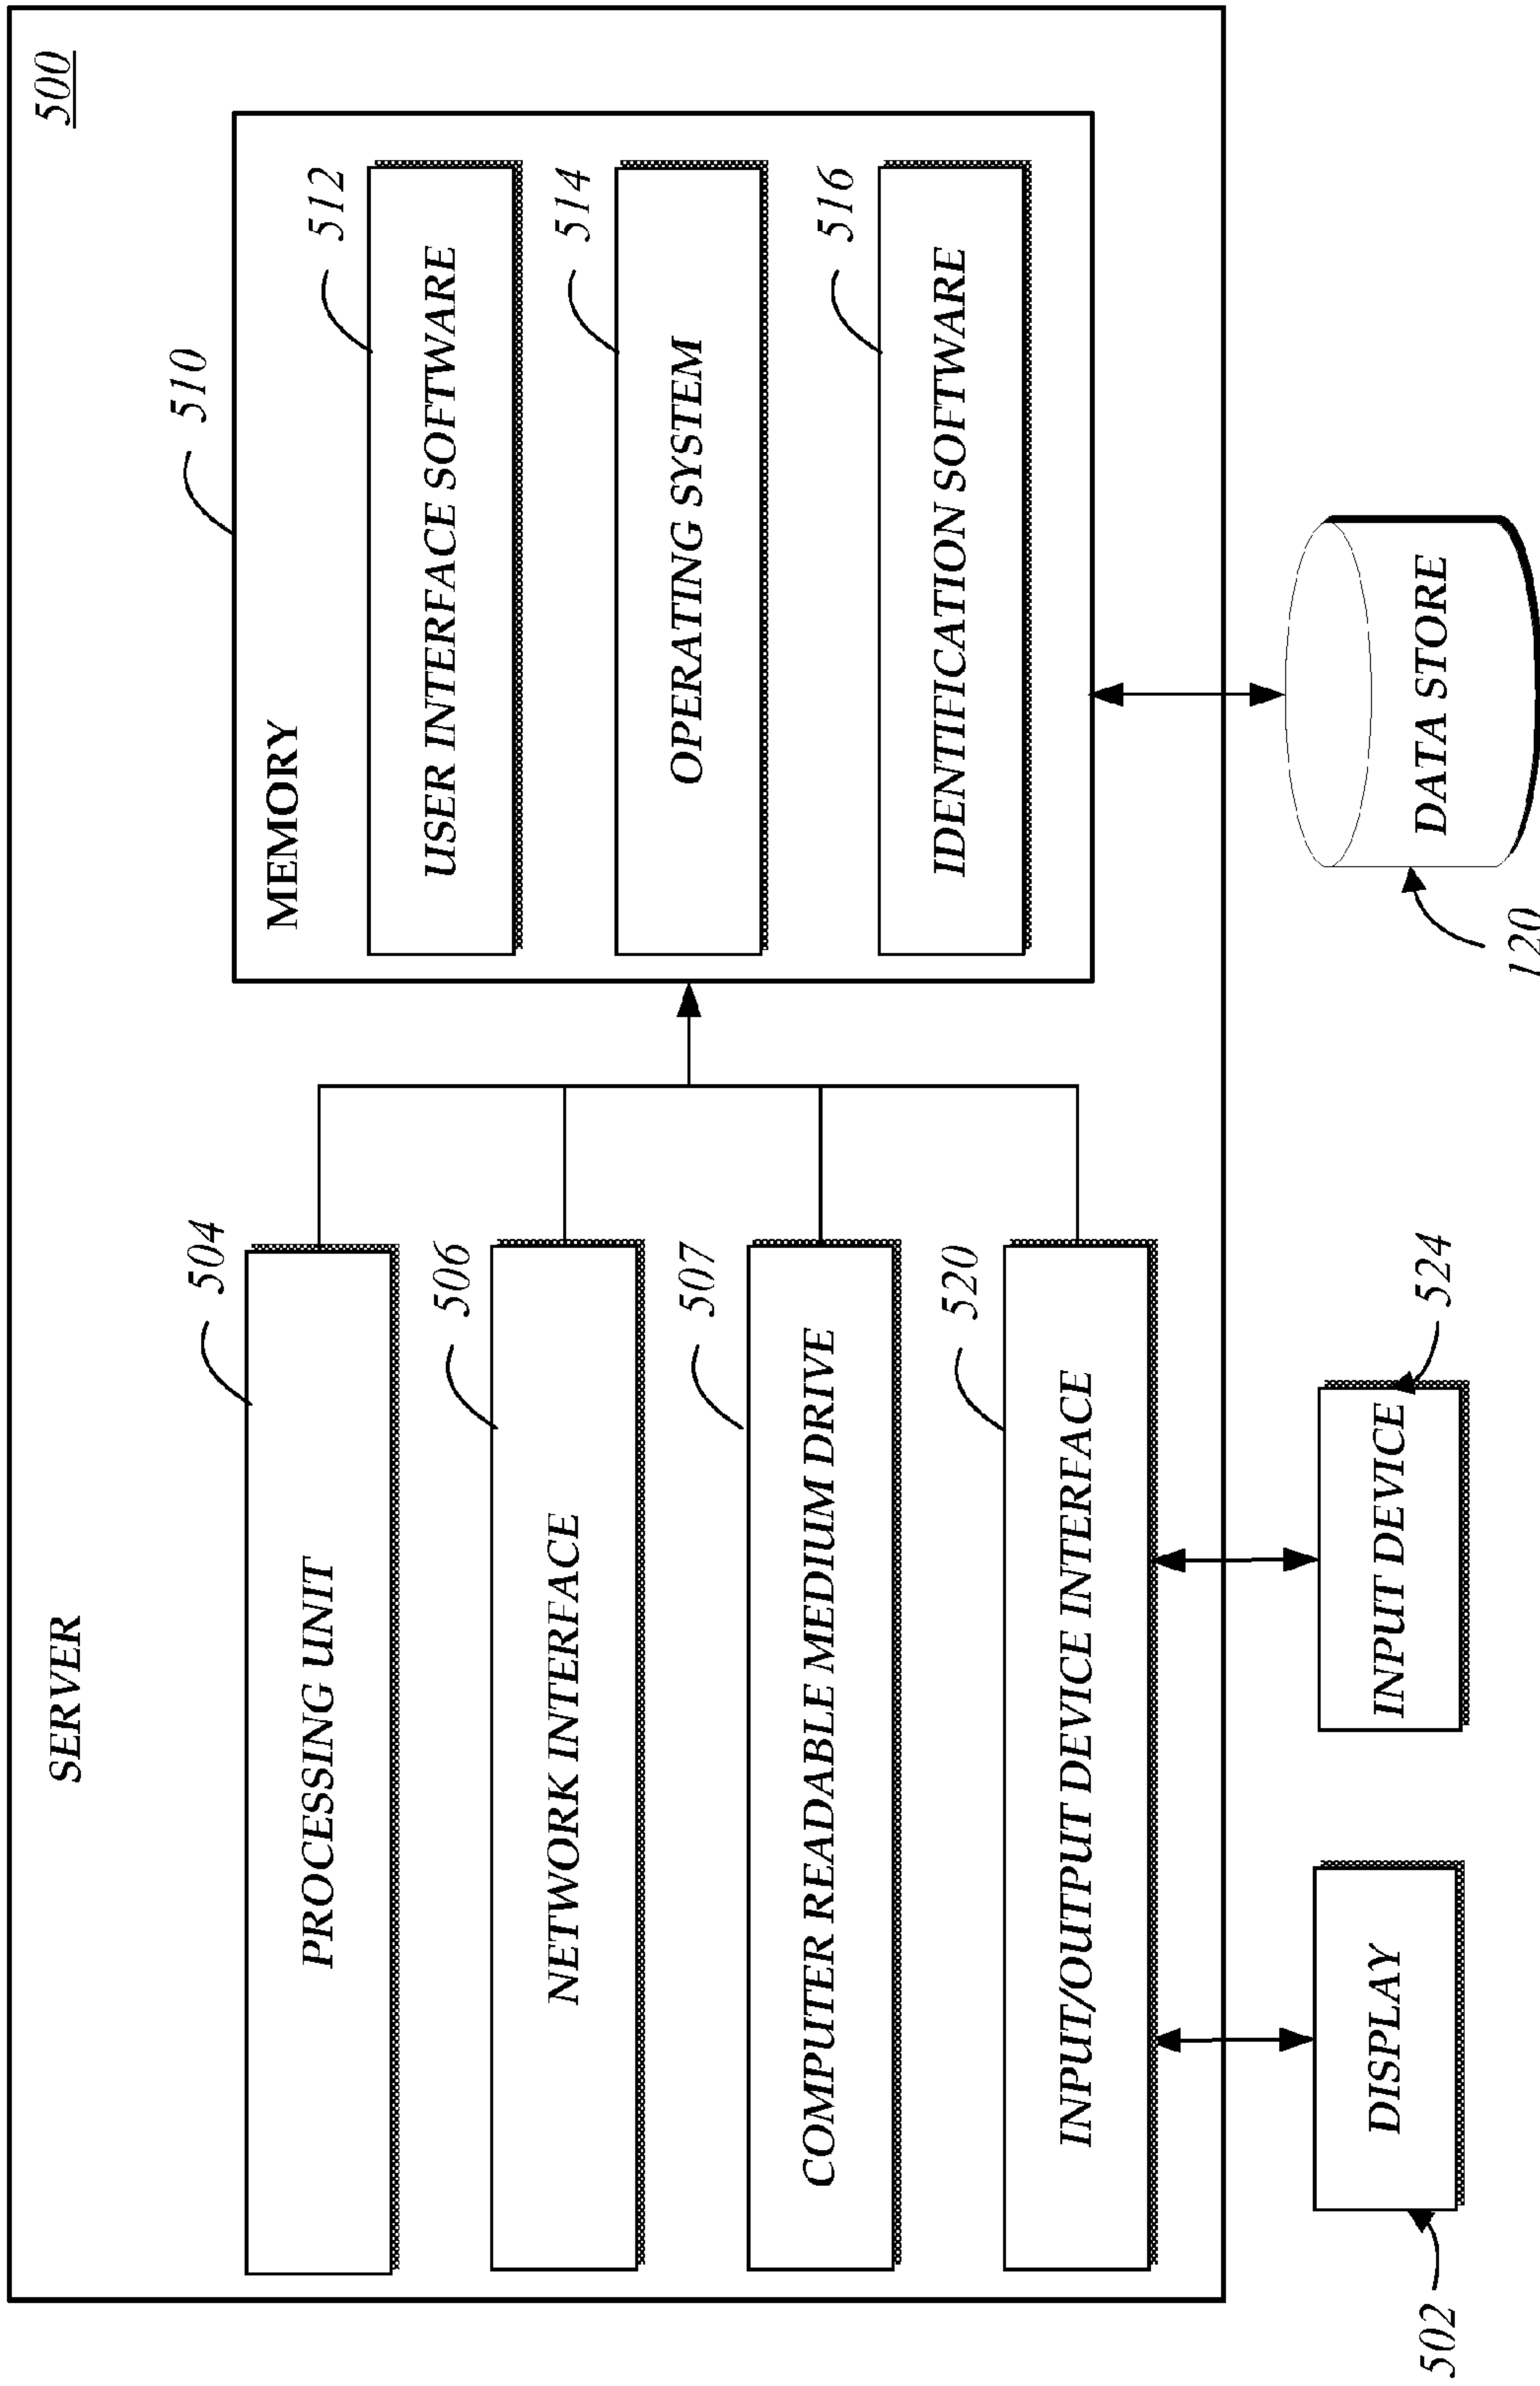 500
SERVER
504
PROCESSING UNIT
506
NETWORK INTERFACE
507
COMPUTER READABLE MEDIUM DRIVE
520
INPUT/OUTPUT DEVICE INTERFACE
510
MEMORY
512
USER INTERFACE SOFTWARE
514
OPERATING SYSTEM
516
IDENTIFICATION SOFTWARE
502
DISPLAY
524
INPUT DEVICE
120
DATA STORE